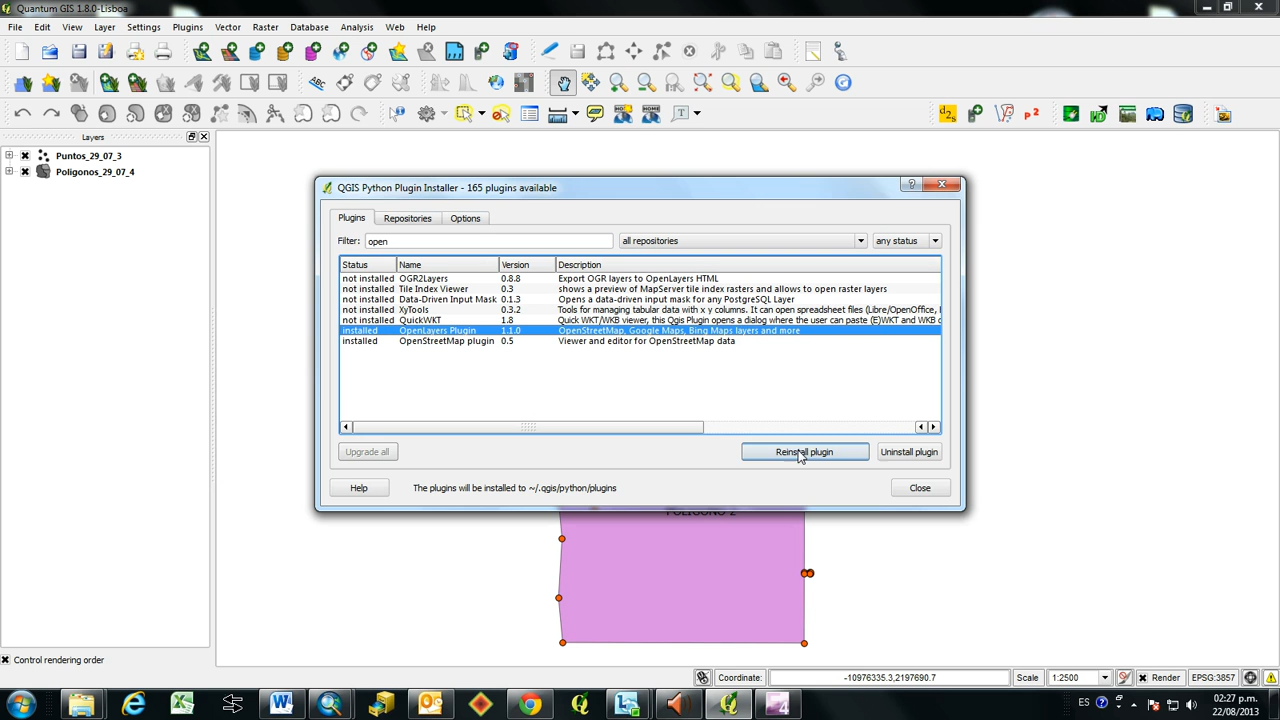 Quantum GIS 1.8.0-Lisboa
File Edit View Layer Settings Plugins Vector Raster Database Analysis Web Help
Layers
Puntos_29_07_3
Poligonos_29_07_4
QGIS Python Plugin Installer - 165 plugins available
Plugins Repositories Options
Filter: open all repositories any status
Status Name Version Description
not installed OGR2Layers 0.8.8 Export OGR layers to OpenLayers HTML
not installed Tile Index Viewer 0.3 shows a preview of MapServer tile index rasters and allows to open raster layers
not installed Data-Driven Input Mask 0.1.3 Opens a data-driven input mask for any PostgreSQL Layer
not installed XyTools 0.3.2 Tools for managing tabular data with x y columns. It can open spreadsheet files (Libre/OpenOffice,
not installed QuickWKT 1.8 Quick WKT/WKB viewer, this Qgis Plugin opens a dialog where the user can paste (E)WKT and WKB
installed OpenLayers Plugin 1.1.0 OpenStreetMap, Google Maps, Bing Maps layers and more
installed OpenStreetMap plugin 0.5 Viewer and editor for OpenStreetMap data
Upgrade all Reinstall plugin Uninstall plugin
Help The plugins will be installed to ~/.qgis/python/plugins Close
POLIGONO 2
Control rendering order
Coordinate: -10976335.3,2197690.7 Scale 1:2500 Render EPSG:3857
ES 02:27 p.m.
22/08/2013